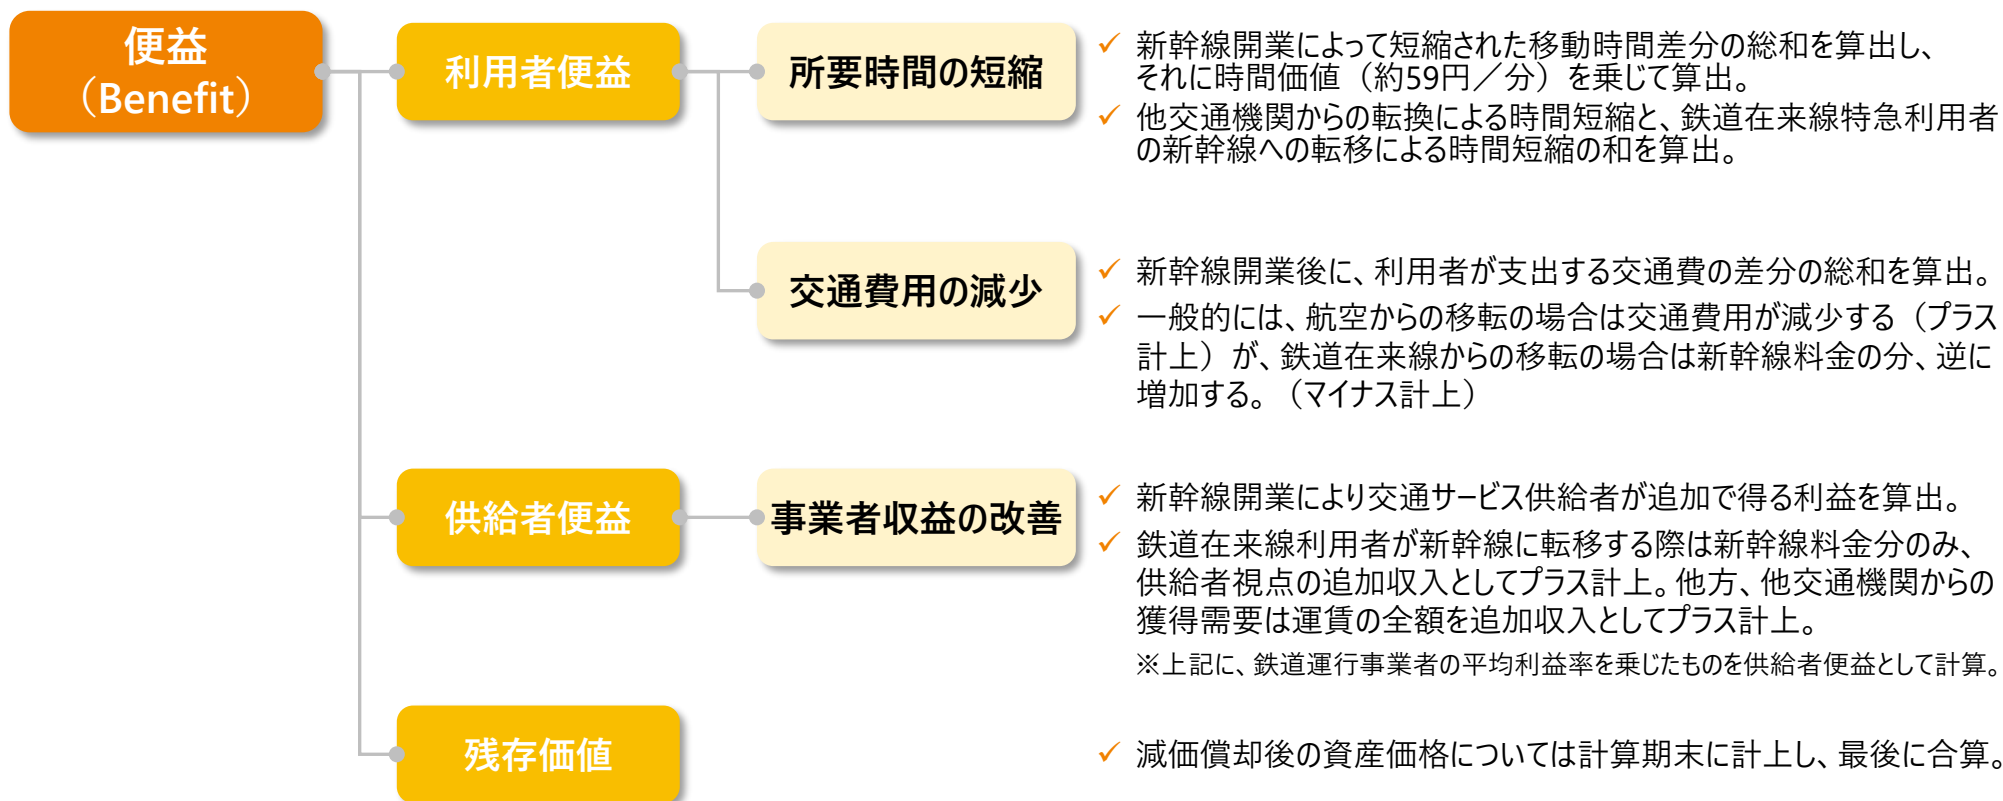 便益
（Benefit）
利用者便益
所要時間の短縮
✓ 新幹線開業によって短縮された移動時間差分の総和を算出し、
それに時間価値（約59円／分）を乗じて算出。
✓ 他交通機関からの転換による時間短縮と、鉄道在来線特急利用者
の新幹線への転移による時間短縮の和を算出。
交通費用の減少
✓ 新幹線開業後に、利用者が支出する交通費の差分の総和を算出。
✓ 一般的には、航空からの移転の場合は交通費用が減少する（プラス
計上）が、鉄道在来線からの移転の場合は新幹線料金の分、逆に
増加する。（マイナス計上）
供給者便益
事業者収益の改善
✓ 新幹線開業により交通サービス供給者が追加で得る利益を算出。
✓ 鉄道在来線利用者が新幹線に転移する際は新幹線料金分のみ、
供給者視点の追加収入としてプラス計上。他方、他交通機関からの
獲得需要は運賃の全額を追加収入としてプラス計上。
※上記に、鉄道運行事業者の平均利益率を乗じたものを供給者便益として計算。
残存価値
✓ 減価償却後の資産価格については計算期末に計上し、最後に合算。